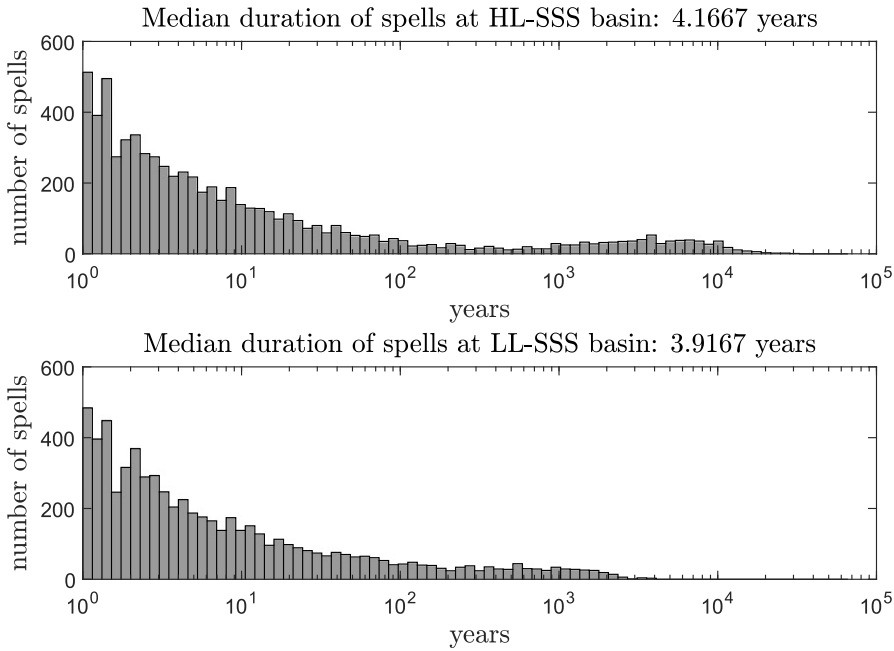 Median duration of spells at HL-SSS basin: 4.1667 years
number of spells
600
400
200
0
10^0 10^1 10^2 10^3 10^4 10^5
years
Median duration of spells at LL-SSS basin: 3.9167 years
number of spells
600
400
200
0
10^0 10^1 10^2 10^3 10^4 10^5
years